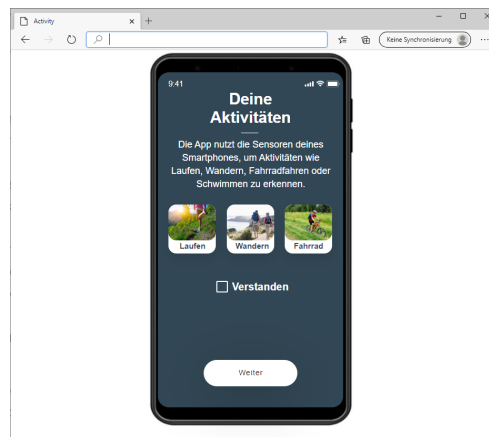 Activity
Keine Synchronisierung
9:41
Deine
Aktivitäten
Die App nutzt die Sensoren deines
Smartphones, um Aktivitäten wie
Laufen, Wandern, Fahrradfahren oder
Schwimmen zu erkennen.
Laufen Wandern Fahrrad
Verstanden
Weiter